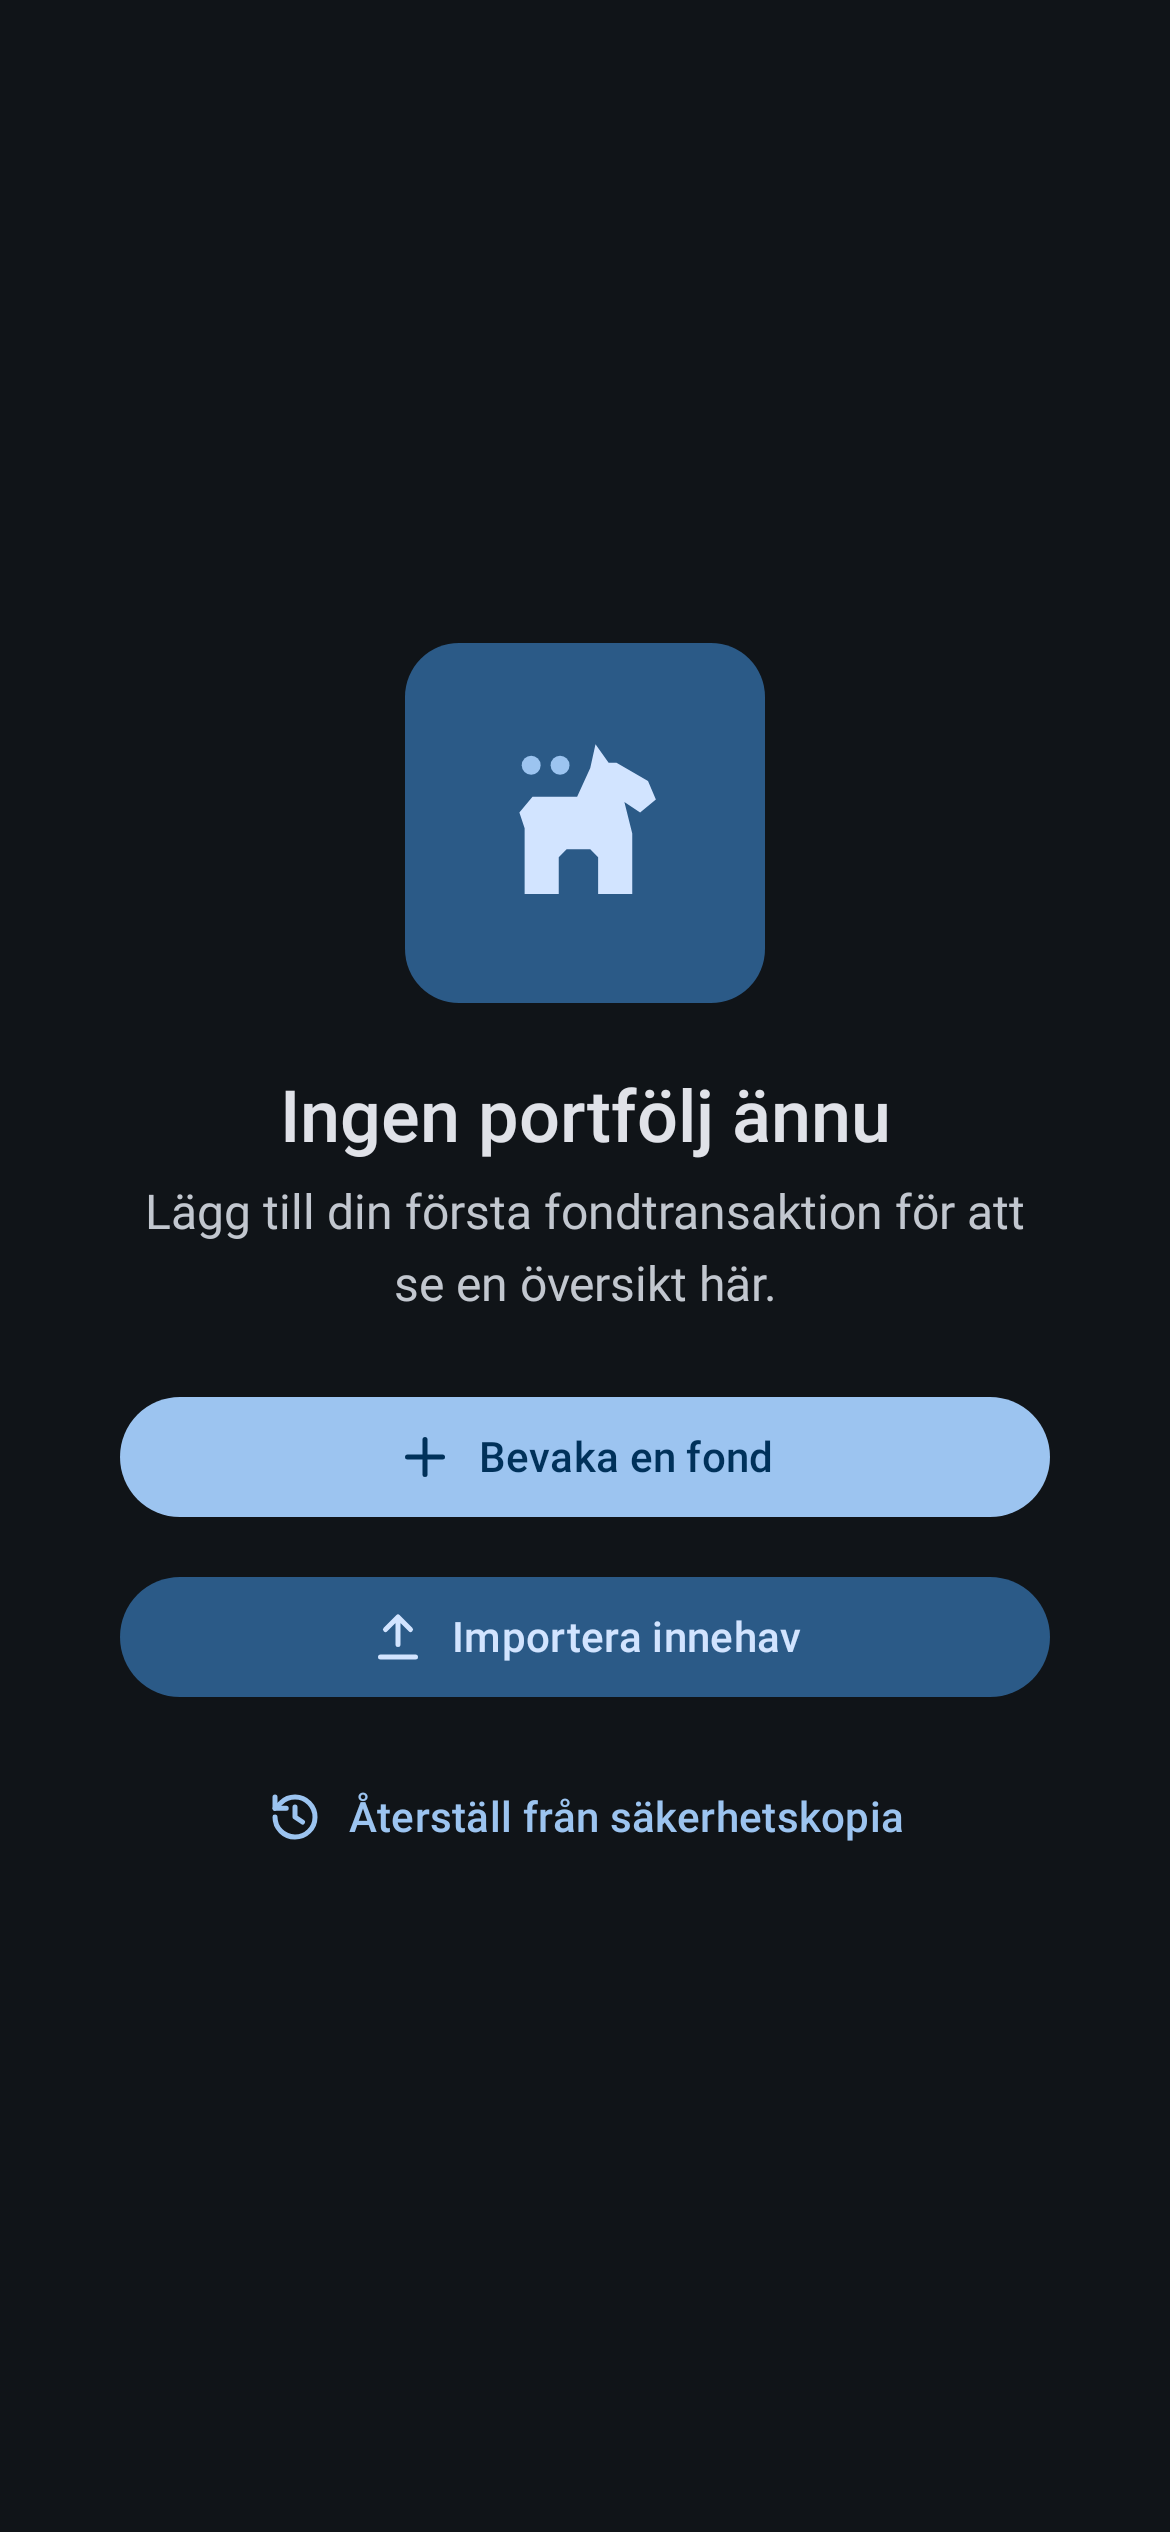 Ingen portfölj ännu
Lägg till din första fondtransaktion för att
se en översikt här.
Bevaka en fond
Importera innehav
Återställ från säkerhetskopia